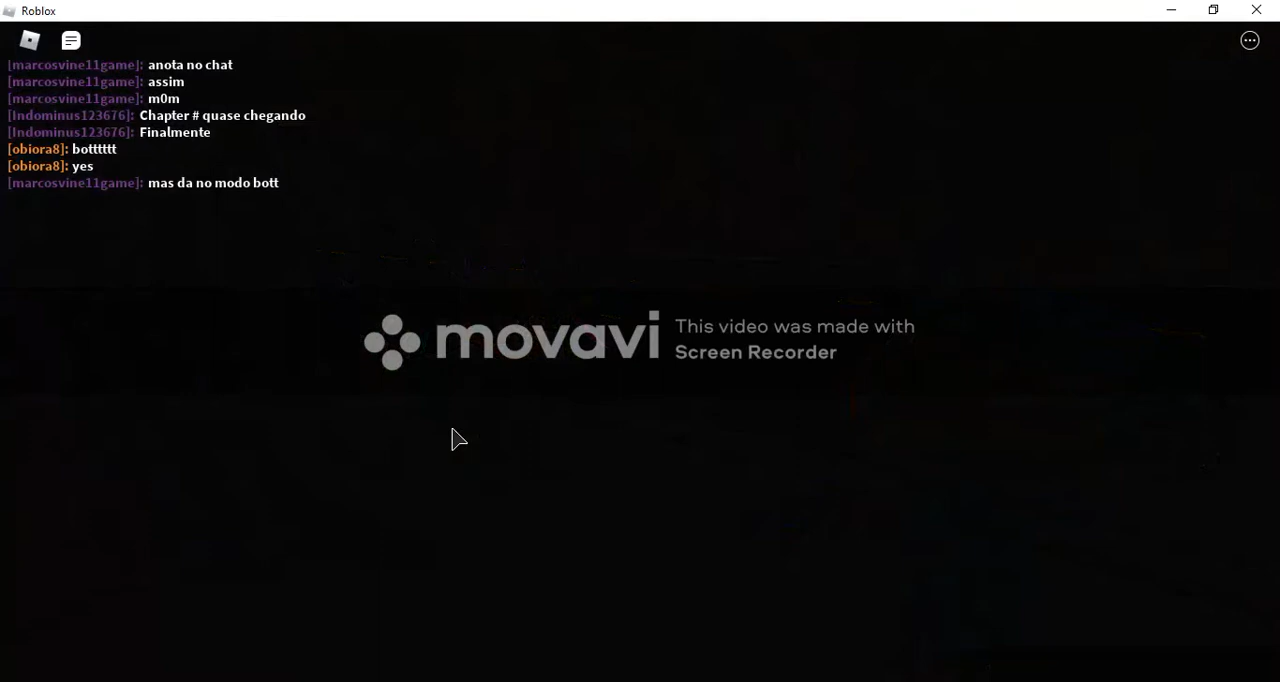 Roblox
[marcosvine11game]: anota no chat
[marcosvine11game]: assim
[marcosvine11game]: m0m
[Indominus123676]: Chapter # quase chegando
[Indominus123676]: Finalmente
[obiora8]: botttttt
[obiora8]: yes
[marcosvine11game]: mas da no modo bott
movavi
This video was made with
Screen Recorder